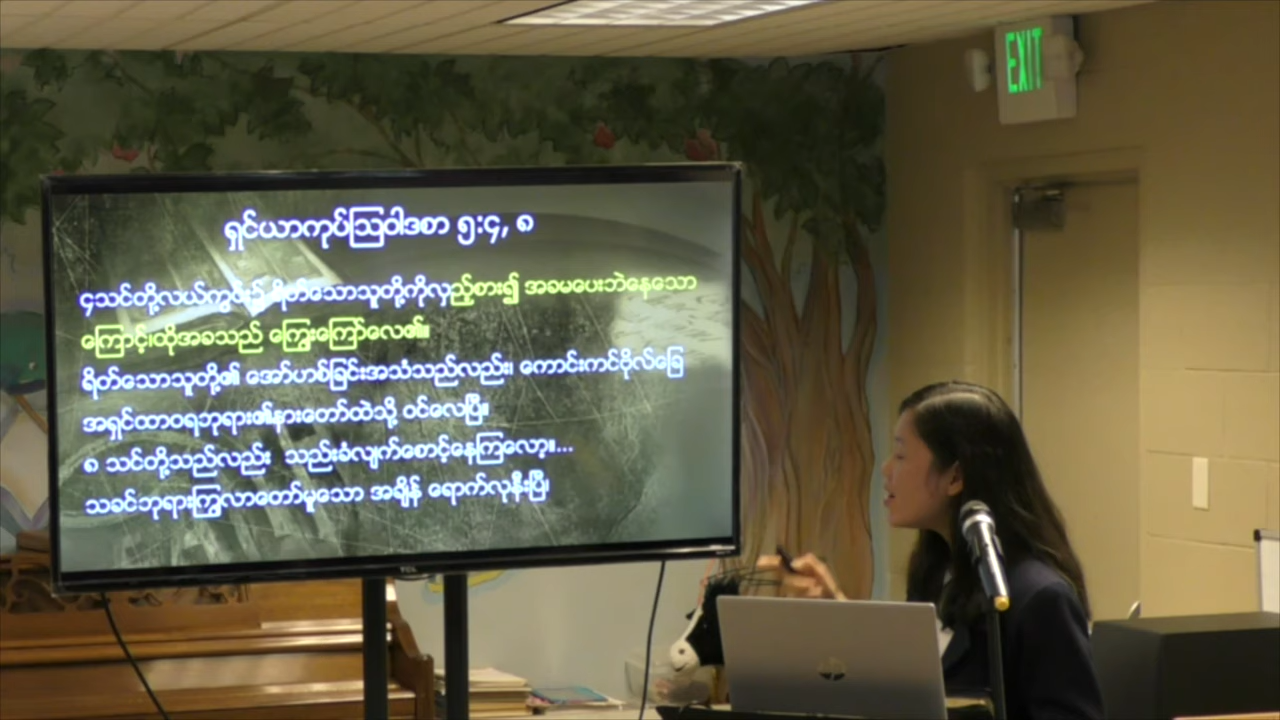 ရှင်ယာကုပ်ဩဝါဒစာ ၅:၄, ၈
၄သင်တို့လယ်ကွက်၌ ရိတ်သောသူတို့ကိုလှည့်စား၍ အခမပေးဘဲနေသော
ကြောင့်၊ထိုအခသည် ကြွေးကြော်လေ၏။
ရိတ်သောသူတို့၏ အော်ဟစ်ခြင်းအသံသည်လည်း၊ ကောင်းကင်ဗိုလ်ခြေ
အရှင်ထာဝရဘုရား၏နားတော်ထဲသို့ ဝင်လေပြီ။
၈ သင်တို့သည်လည်း သည်းခံလျက်စောင့်နေကြလော့။...
သခင်ဘုရားကြွလာတော်မူသော အချိန် ရောက်လုနီးပြီ၊
EXIT
TCL
hp